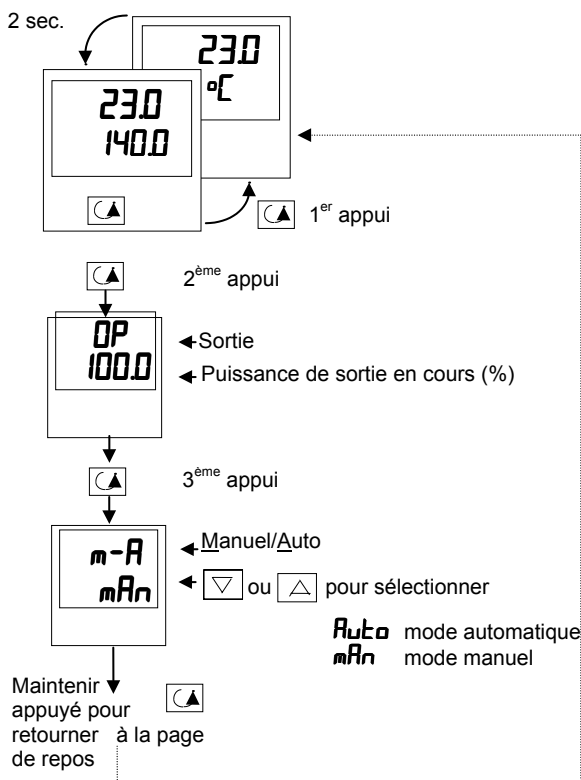 2 sec.
23.0
°C
23.0
140.0
1er appui
2ème appui
OP
100.0
Sortie
Puissance de sortie en cours (%)
3ème appui
m-A
mAn
Manuel/Auto
ou pour sélectionner
Auto mode automatique
mAn mode manuel
Maintenir
appuyé pour
retourner à la page
de repos